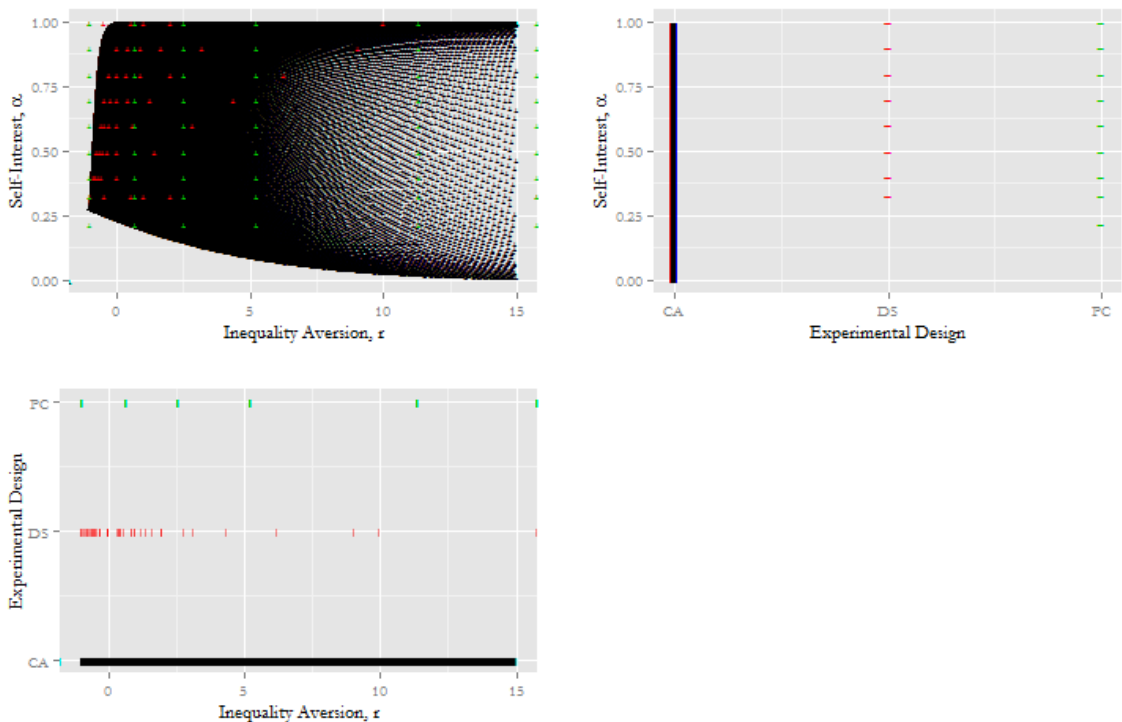 1.00
0.75
0.50
0.25
0.00
Self-Interest, α
0
5
10
15
Inequality Aversion, r
1.00
0.75
0.50
0.25
0.00
Self-Interest, α
CA
DS
PC
Experimental Design
PC
DS
CA
Experimental Design
0
5
10
15
Inequality Aversion, r